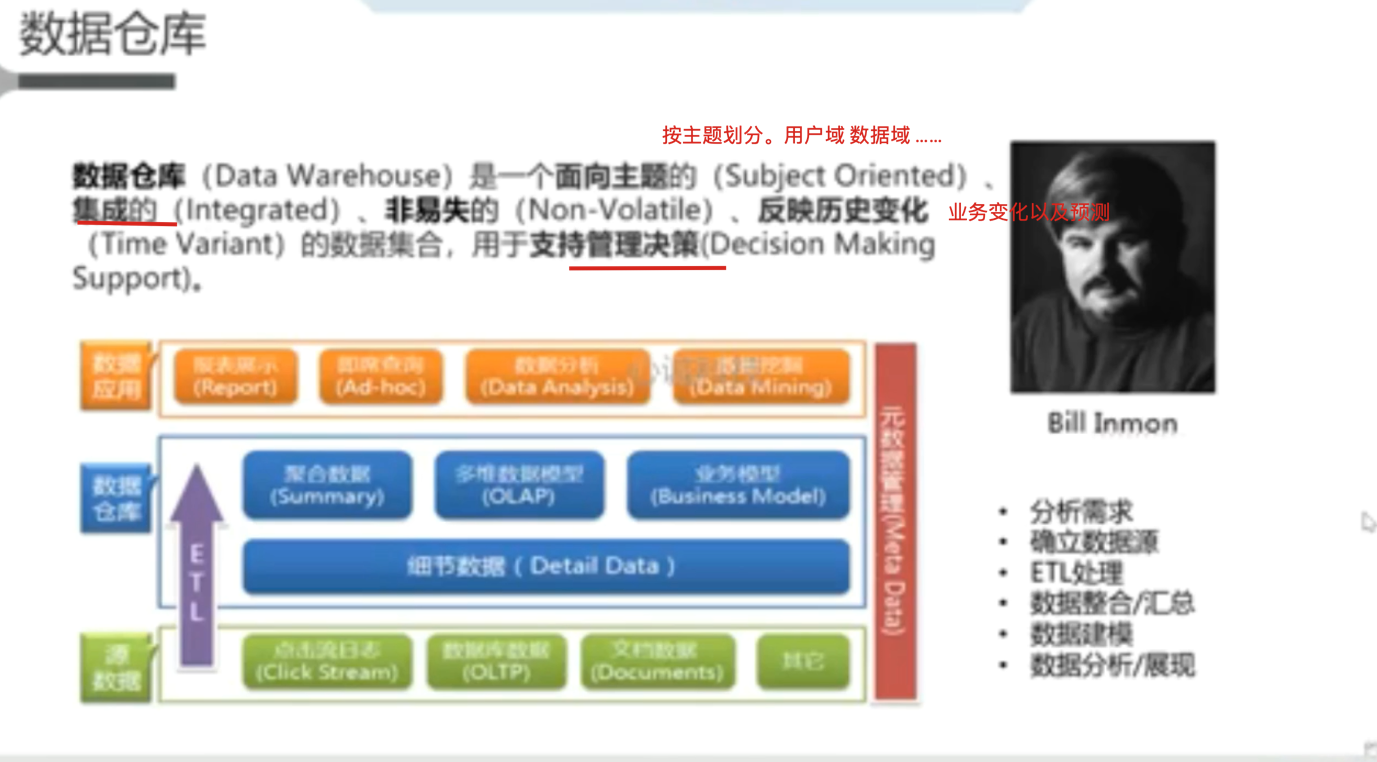 数据仓库
按主题划分。用户域 数据域 ……
数据仓库（Data Warehouse）是一个面向主题的（Subject Oriented）、
集成的（Integrated）、非易失的（Non-Volatile）、反映历史变化
业务变化以及预测
（Time Variant）的数据集合，用于支持管理决策(Decision Making
Support)。
数据
应用
报表展示
(Report)
即席查询
(Ad-hoc)
数据分析
(Data Analysis)
数据挖掘
(Data Mining)
数据
仓库
ETL
聚合数据
(Summary)
多维数据模型
(OLAP)
业务模型
(Business Model)
细节数据（Detail Data）
源
数据
点击流日志
(Click Stream)
数据库数据
(OLTP)
文档数据
(Documents)
其它
元数据管理(Meta Data)
Bill Inmon
• 分析需求
• 确立数据源
• ETL处理
• 数据整合/汇总
• 数据建模
• 数据分析/展现